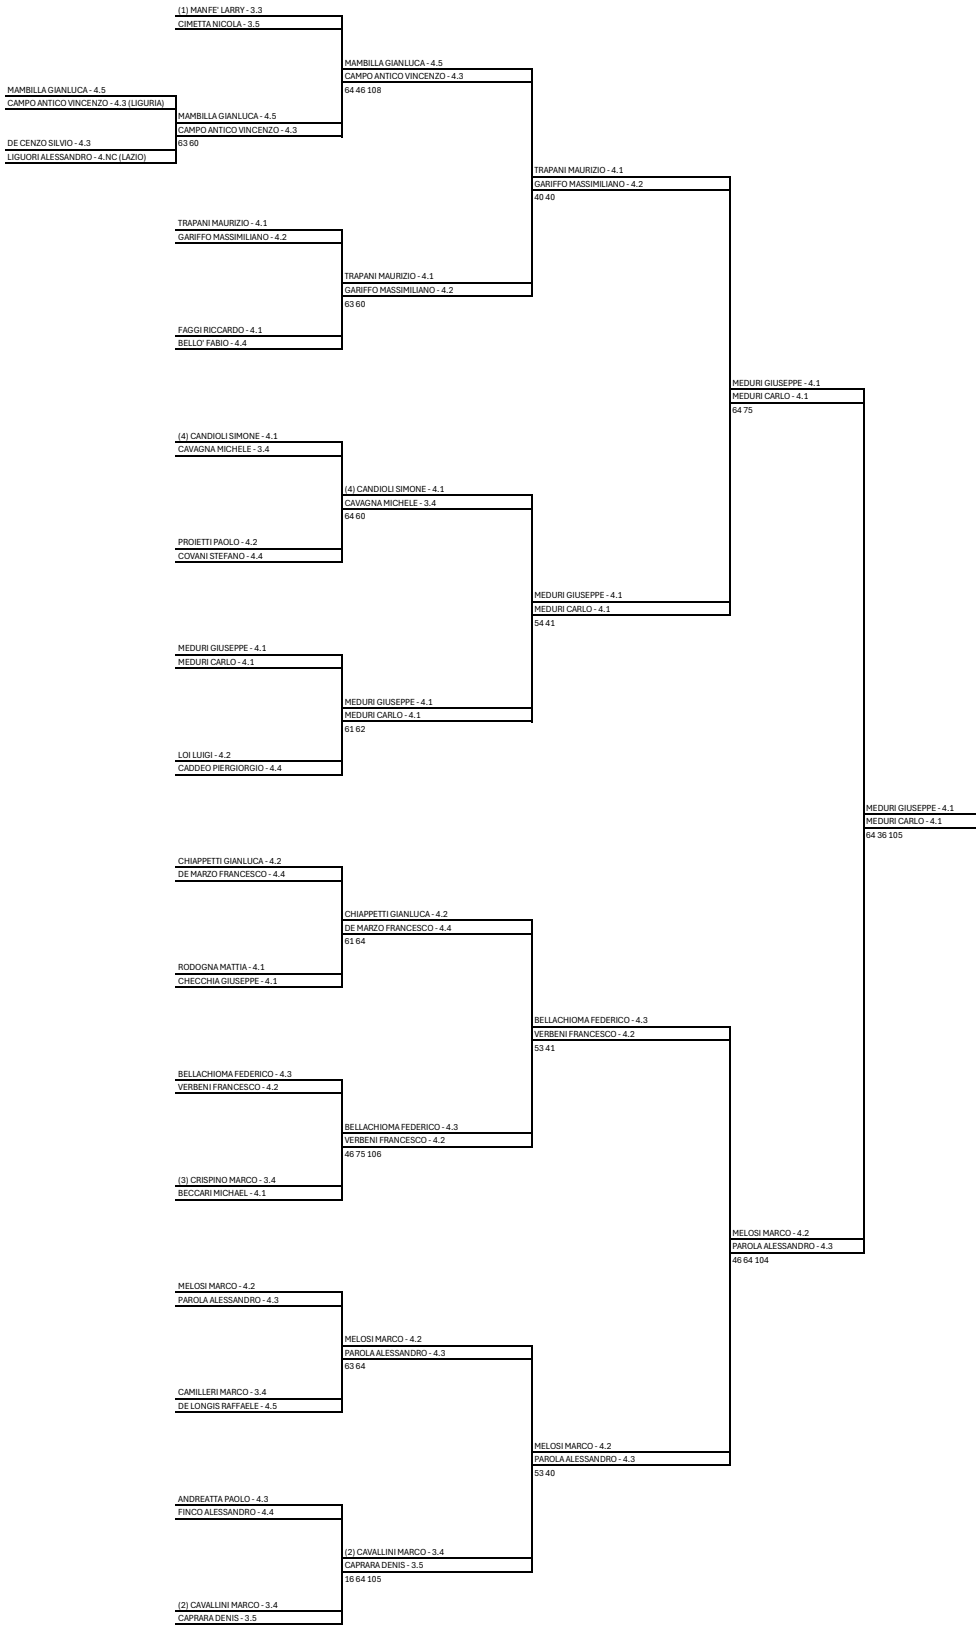 (1) MANFE' LARRY - 3.3
CIMETTA NICOLA - 3.5
MAMBILLA GIANLUCA - 4.5
CAMPO ANTICO VINCENZO - 4.3
64 46 108
MAMBILLA GIANLUCA - 4.5
CAMPO ANTICO VINCENZO - 4.3 (LIGURIA)
MAMBILLA GIANLUCA - 4.5
CAMPO ANTICO VINCENZO - 4.3
63 60
DE CENZO SILVIO - 4.3
LIGUORI ALESSANDRO - 4.NC (LAZIO)
TRAPANI MAURIZIO - 4.1
GARIFFO MASSIMILIANO - 4.2
40 40
TRAPANI MAURIZIO - 4.1
GARIFFO MASSIMILIANO - 4.2
TRAPANI MAURIZIO - 4.1
GARIFFO MASSIMILIANO - 4.2
63 60
FAGGI RICCARDO - 4.1
BELLO' FABIO - 4.4
MEDURI GIUSEPPE - 4.1
MEDURI CARLO - 4.1
64 75
(4) CANDIOLI SIMONE - 4.1
CAVAGNA MICHELE - 3.4
(4) CANDIOLI SIMONE - 4.1
CAVAGNA MICHELE - 3.4
64 60
PROIETTI PAOLO - 4.2
COVANI STEFANO - 4.4
MEDURI GIUSEPPE - 4.1
MEDURI CARLO - 4.1
54 41
MEDURI GIUSEPPE - 4.1
MEDURI CARLO - 4.1
MEDURI GIUSEPPE - 4.1
MEDURI CARLO - 4.1
61 62
LOI LUIGI - 4.2
CADDEO PIERGIORGIO - 4.4
MEDURI GIUSEPPE - 4.1
MEDURI CARLO - 4.1
64 36 105
CHIAPPETTI GIANLUCA - 4.2
DE MARZO FRANCESCO - 4.4
CHIAPPETTI GIANLUCA - 4.2
DE MARZO FRANCESCO - 4.4
61 64
RODOGNA MATTIA - 4.1
CHECCHIA GIUSEPPE - 4.1
BELLACHIOMA FEDERICO - 4.3
VERBENI FRANCESCO - 4.2
53 41
BELLACHIOMA FEDERICO - 4.3
VERBENI FRANCESCO - 4.2
BELLACHIOMA FEDERICO - 4.3
VERBENI FRANCESCO - 4.2
46 75 106
(3) CRISPINO MARCO - 3.4
BECCARI MICHAEL - 4.1
MELOSI MARCO - 4.2
PAROLA ALESSANDRO - 4.3
46 64 104
MELOSI MARCO - 4.2
PAROLA ALESSANDRO - 4.3
MELOSI MARCO - 4.2
PAROLA ALESSANDRO - 4.3
63 64
CAMILLERI MARCO - 3.4
DE LONGIS RAFFAELE - 4.5
MELOSI MARCO - 4.2
PAROLA ALESSANDRO - 4.3
53 40
ANDREATTA PAOLO - 4.3
FINCO ALESSANDRO - 4.4
(2) CAVALLINI MARCO - 3.4
CAPRARA DENIS - 3.5
16 64 105
(2) CAVALLINI MARCO - 3.4
CAPRARA DENIS - 3.5